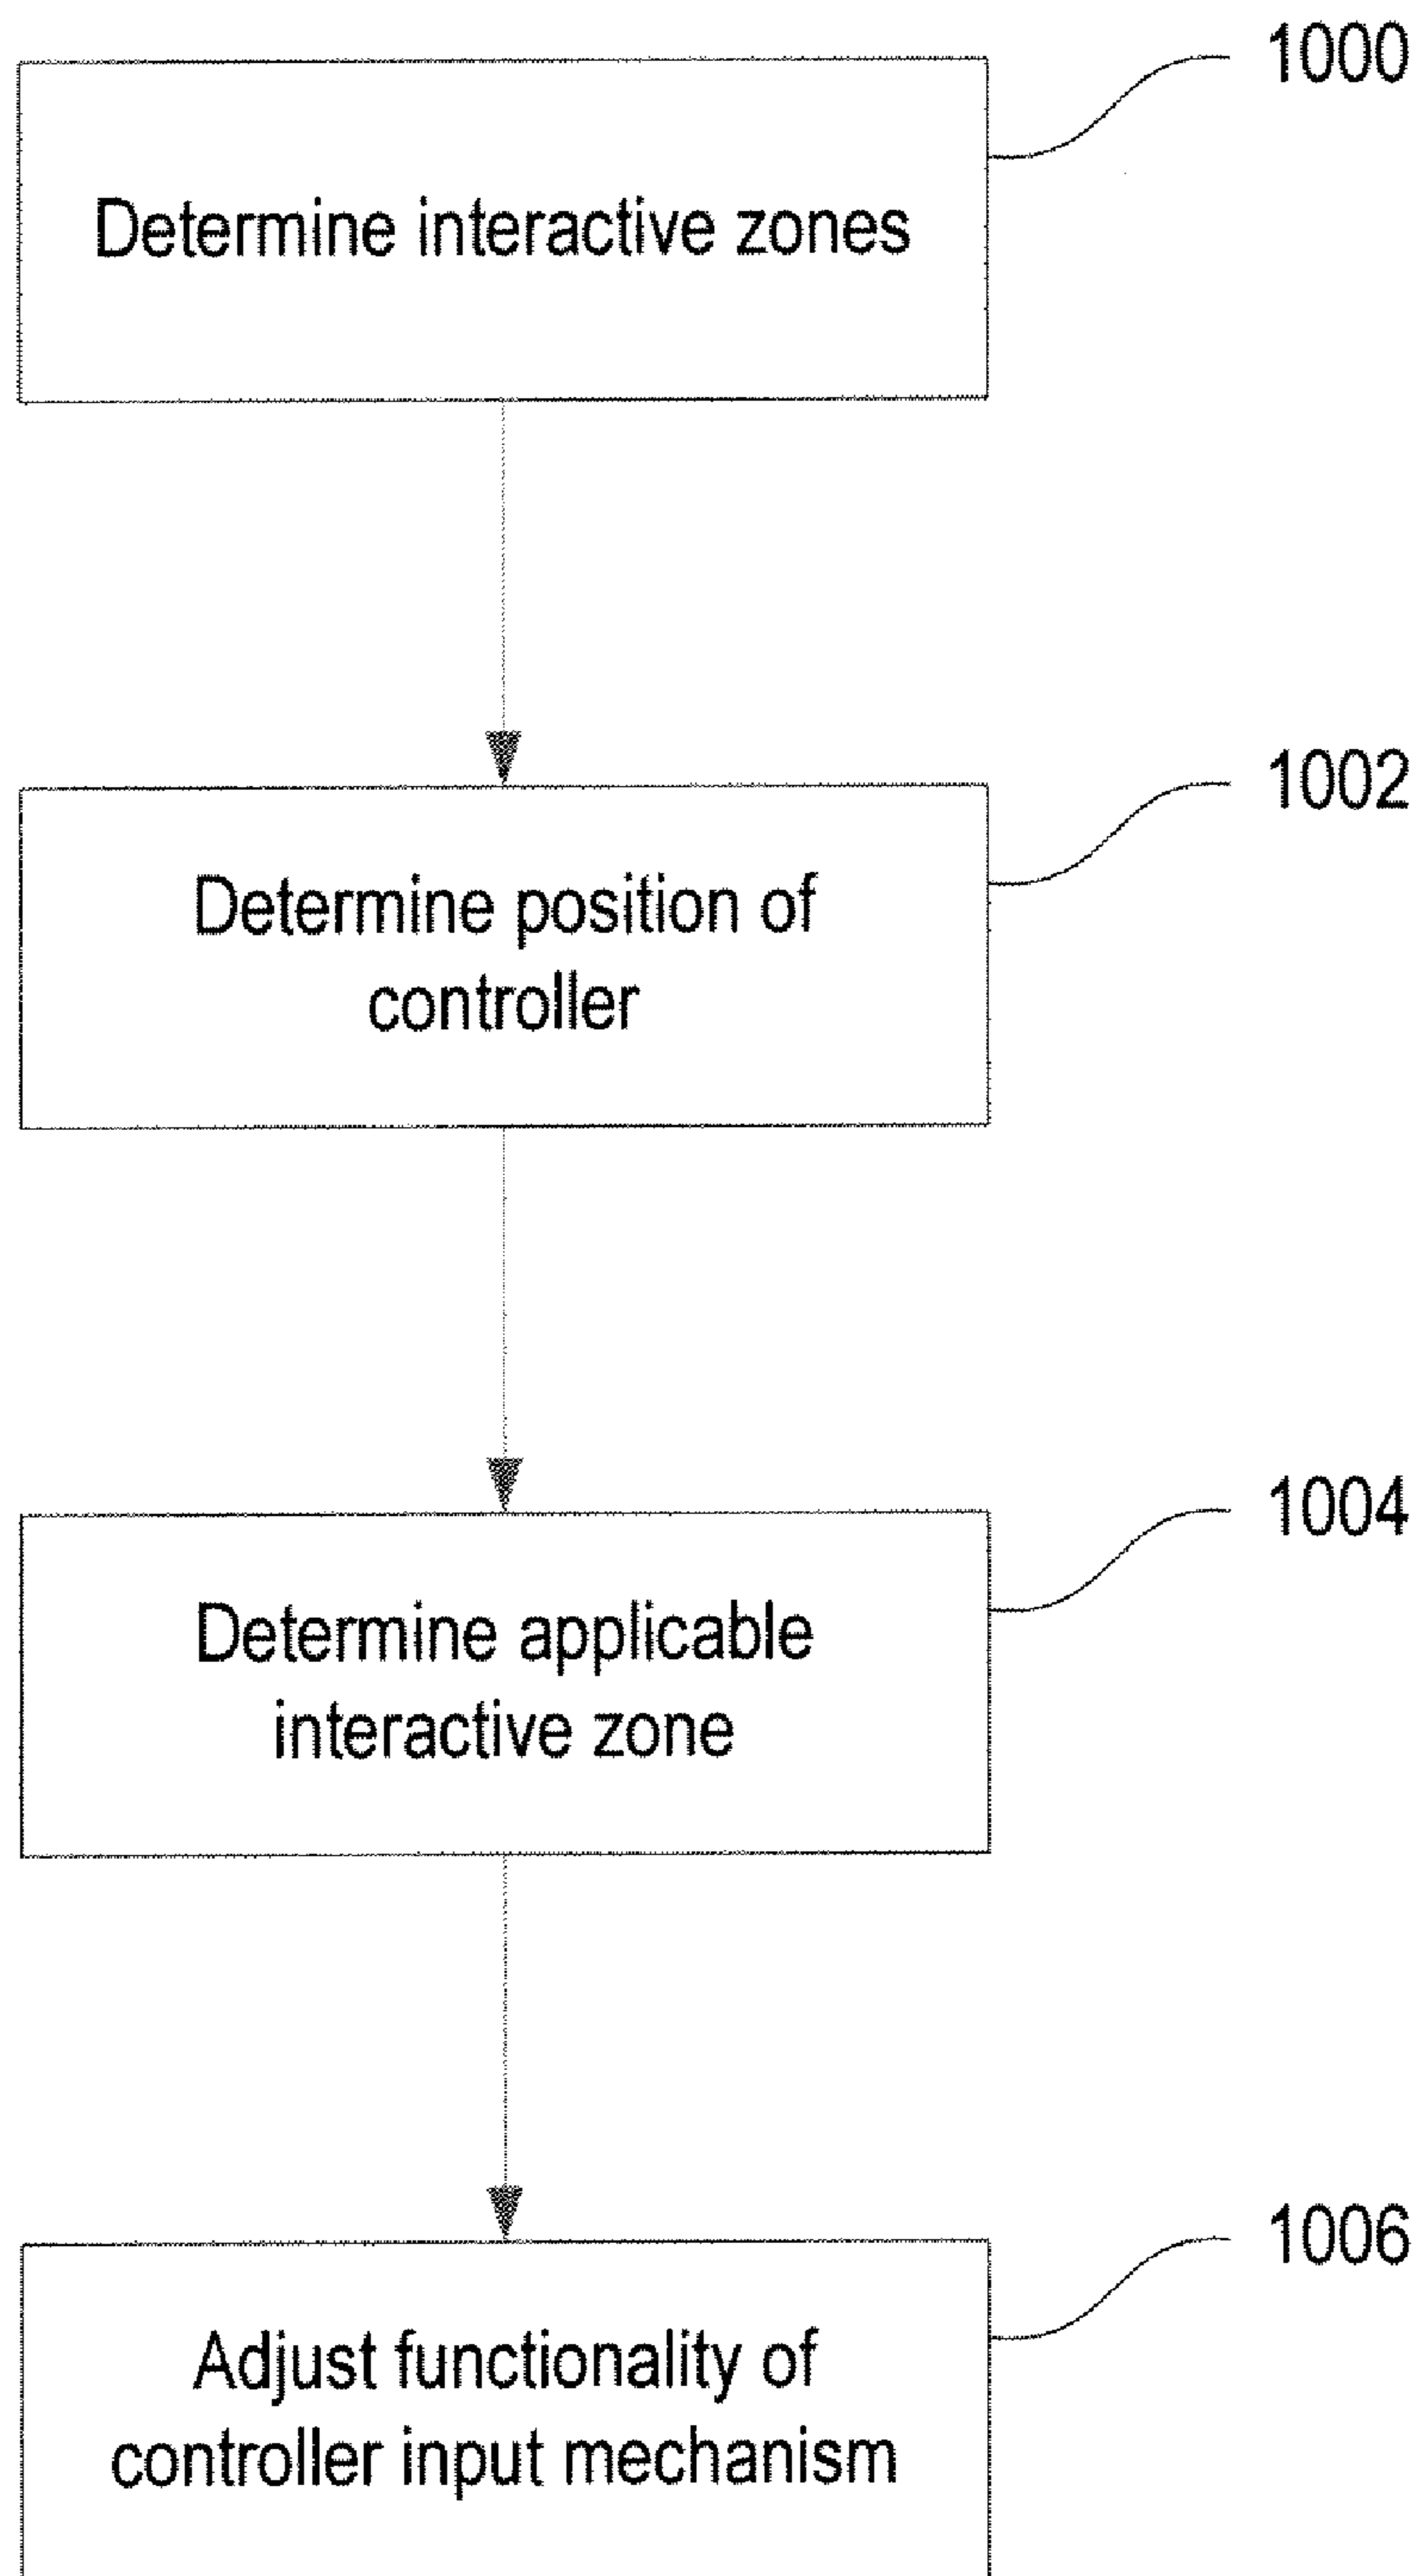 1000
Determine interactive zones
1002
Determine position of
controller
1004
Determine applicable
interactive zone
1006
Adjust functionality of
controller input mechanism